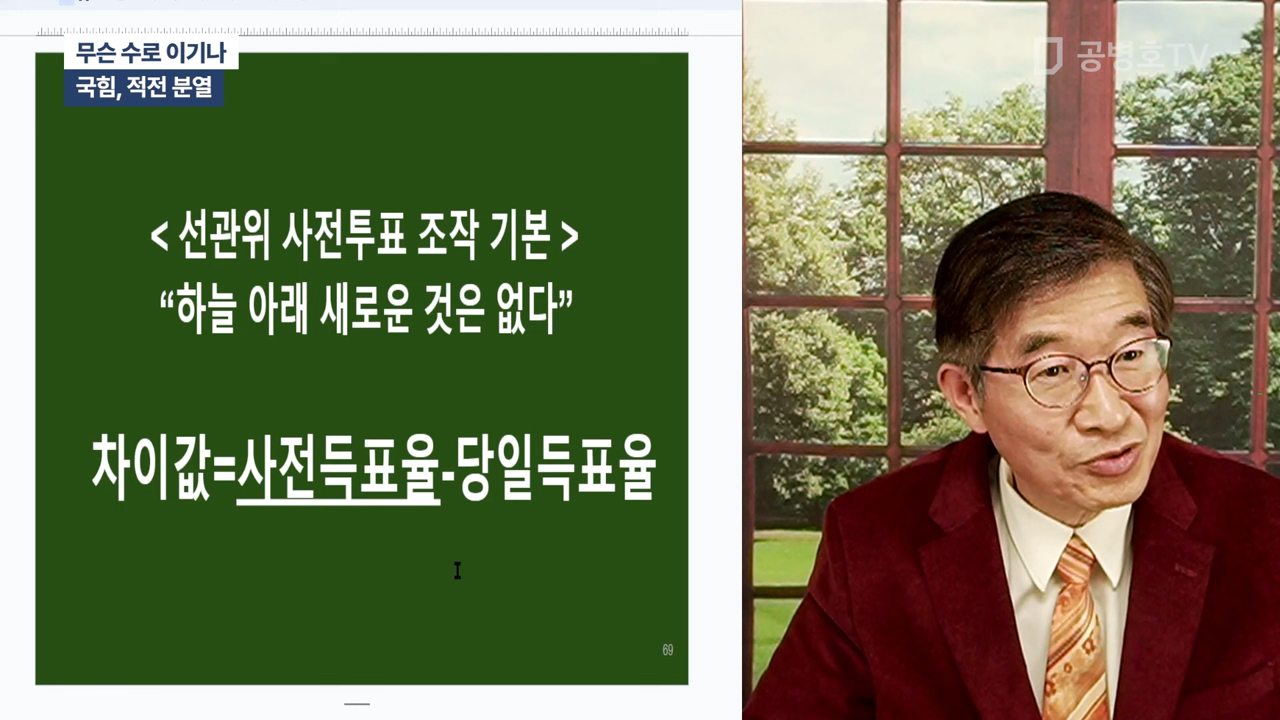 무슨 수로 이기나
국힘, 적전 분열
공병호TV
< 선관위 사전투표 조작 기본 >
“하늘 아래 새로운 것은 없다”
차이값=사전득표율-당일득표율
69